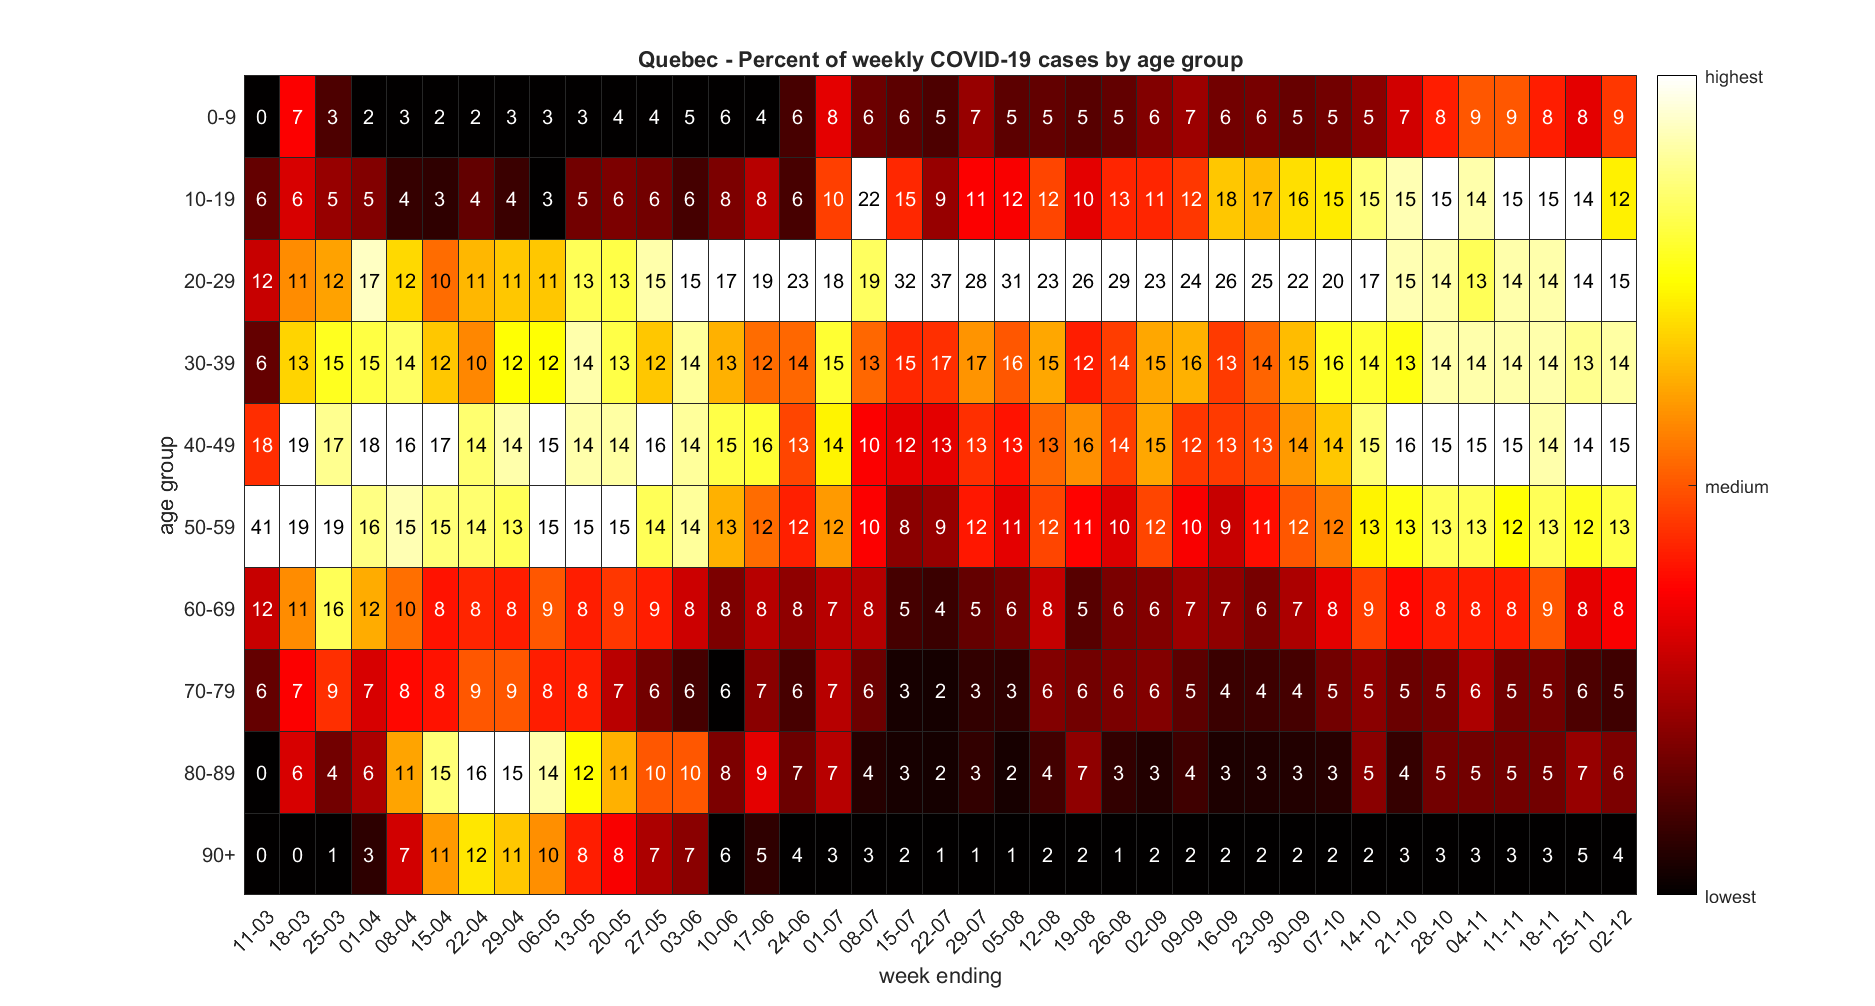 Quebec - Percent of weekly COVID-19 cases by age group
highest
0-9 0 7 3 2 3 2 2 3 3 3 4 4 5 6 4 6 8 6 6 5 7 5 5 5 5 6 7 6 6 5 5 5 7 8 9 9 8 8 9
10-19 6 6 5 5 4 3 4 4 3 5 6 6 6 8 8 6 10 22 15 9 11 12 12 10 13 11 12 18 17 16 15 15 15 15 14 15 15 14 12
20-29 12 11 12 17 12 10 11 11 11 13 13 15 15 17 19 23 18 19 32 37 28 31 23 26 29 23 24 26 25 22 20 17 15 14 13 14 14 14 15
30-39 6 13 15 15 14 12 10 12 12 14 13 12 14 13 12 14 15 13 15 17 17 16 15 12 14 15 16 13 14 15 16 14 13 14 14 14 14 13 14
40-49 18 19 17 18 16 17 14 14 15 14 14 16 14 15 16 13 14 10 12 13 13 13 13 16 14 15 12 13 13 14 14 15 16 15 15 15 14 14 15
medium
age group
50-59 41 19 19 16 15 15 14 13 15 15 15 14 14 13 12 12 12 10 8 9 12 11 12 11 10 12 10 9 11 12 12 13 13 13 13 12 13 12 13
60-69 12 11 16 12 10 8 8 8 9 8 9 9 8 8 8 8 7 8 5 4 5 6 8 5 6 6 7 7 6 7 8 9 8 8 8 8 9 8 8
70-79 6 7 9 7 8 8 9 9 8 8 7 6 6 6 7 6 7 6 3 2 3 3 6 6 6 6 5 4 4 4 5 5 5 5 6 5 5 6 5
80-89 0 6 4 6 11 15 16 15 14 12 11 10 10 8 9 7 7 4 3 2 3 2 4 7 3 3 4 3 3 3 3 5 4 5 5 5 5 7 6
90+ 0 0 1 3 7 11 12 11 10 8 8 7 7 6 5 4 3 3 2 1 1 1 2 2 1 2 2 2 2 2 2 2 3 3 3 3 3 5 4
lowest
11-03 18-03 25-03 01-04 08-04 15-04 22-04 29-04 06-05 13-05 20-05 27-05 03-06 10-06 17-06 24-06 01-07 08-07 15-07 22-07 29-07 05-08 12-08 19-08 26-08 02-09 09-09 16-09 23-09 30-09 07-10 14-10 21-10 28-10 04-11 11-11 18-11 25-11 02-12
week ending